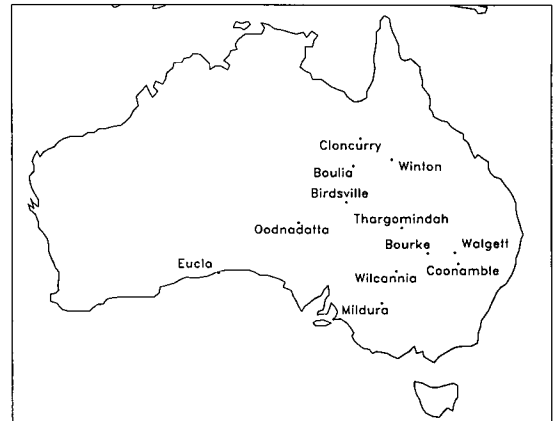 Cloncurry
Winton
Boulia
Birdsville
Thargomindah
Oodnadatta
Bourke
Walgett
Eucla
Coonamble
Wilcannia
Mildura